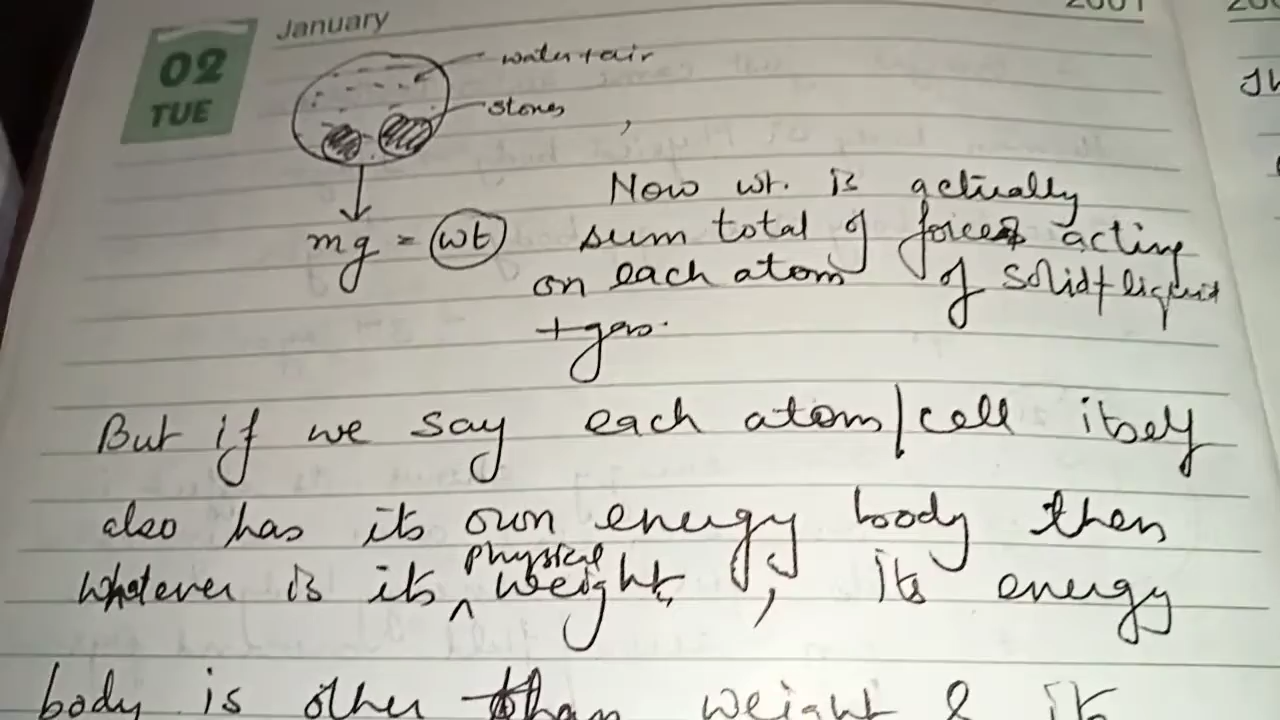 January
2001
02
TUE
water + air
stones
Now wt. is actually
mg = wt sum total of forces acting
on each atom of solid + liquid
+ gas.
But if we say each atom/cell itself
also has its own energy body then
whatever is its physical weight, ; its energy
body is other than weight & it